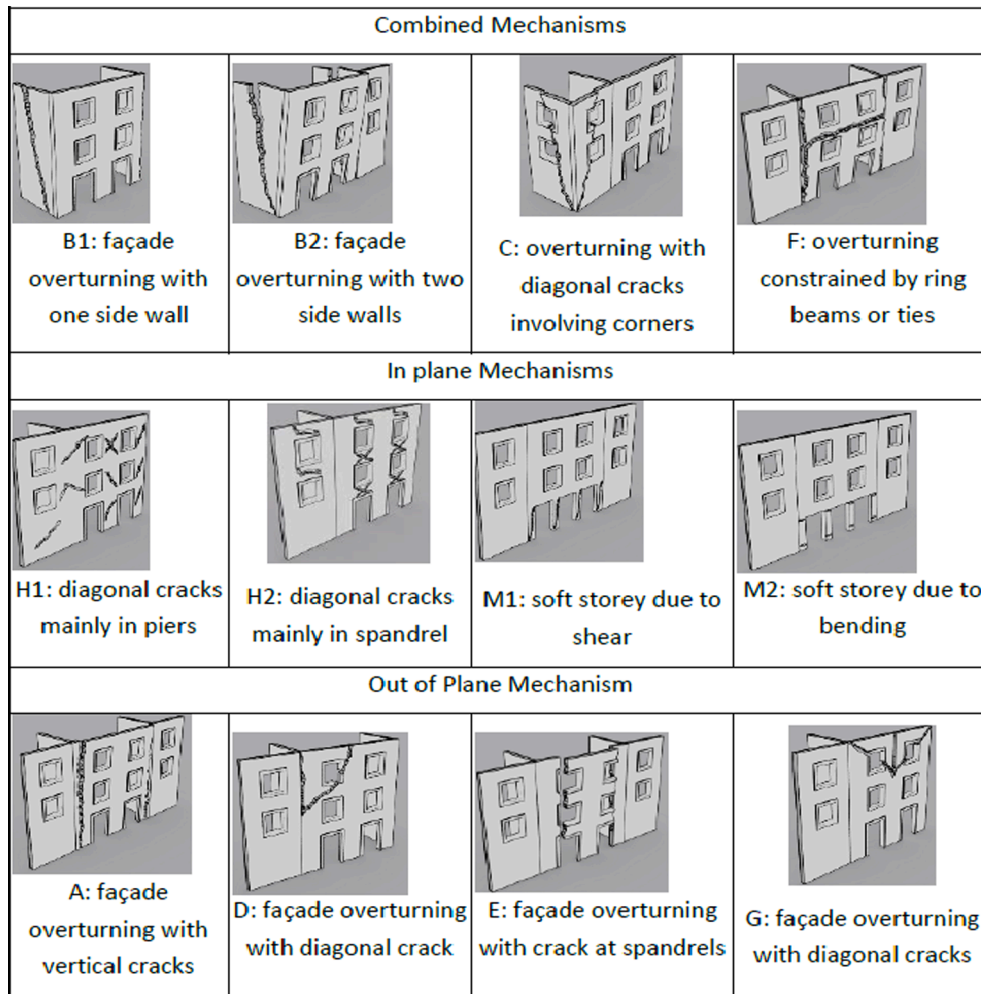 Combined Mechanisms
B1: façade
overturning with
one side wall
B2: façade
overturning with two
side walls
C: overturning with
diagonal cracks
involving corners
F: overturning
constrained by ring
beams or ties
In plane Mechanisms
H1: diagonal cracks
mainly in piers
H2: diagonal cracks
mainly in spandrel
M1: soft storey due to
shear
M2: soft storey due to
bending
Out of Plane Mechanism
A: façade
overturning with
vertical cracks
D: façade overturning
with diagonal crack
E: façade overturning
with crack at spandrels
G: façade overturning
with diagonal cracks